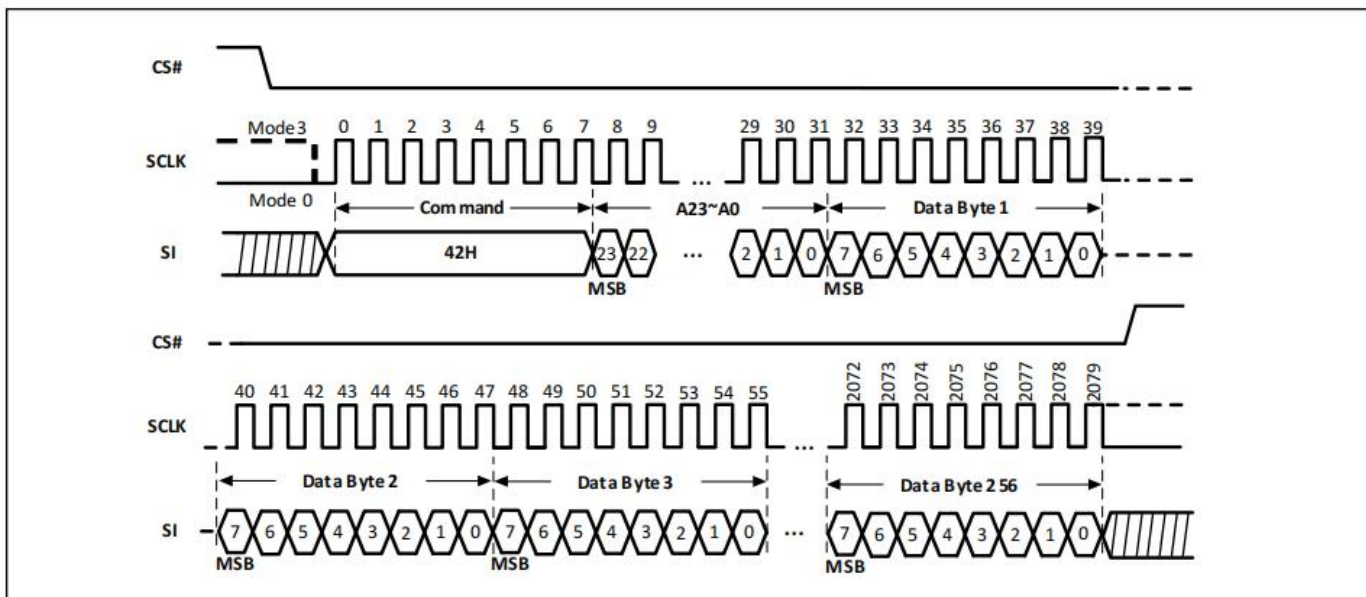 CS#
Mode 3 0 1 2 3 4 5 6 7 8 9 29 30 31 32 33 34 35 36 37 38 39
SCLK ...
Mode 0 Command A23~A0 Data Byte 1
SI 42H 23 22 ... 2 1 0 7 6 5 4 3 2 1 0
MSB MSB
CS#
40 41 42 43 44 45 46 47 48 49 50 51 52 53 54 55 2072 2073 2074 2075 2076 2077 2078 2079
SCLK ...
Data Byte 2 Data Byte 3 Data Byte 256
SI 7 6 5 4 3 2 1 0 7 6 5 4 3 2 1 0 ... 7 6 5 4 3 2 1 0
MSB MSB MSB